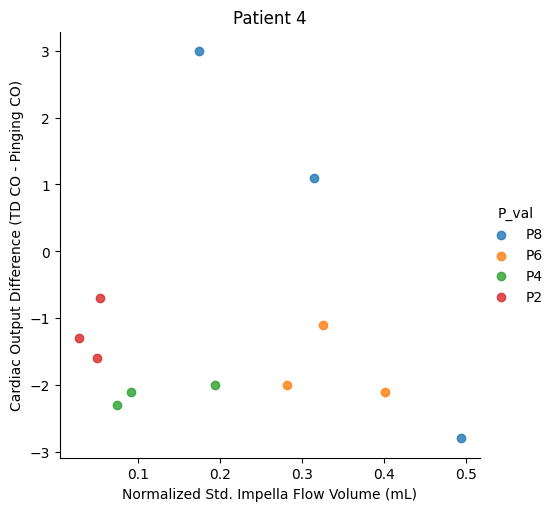 Patient 4
Cardiac Output Difference (TD CO - Pinging CO)
3
2
1
0
−1
−2
−3
0.1 0.2 0.3 0.4 0.5
Normalized Std. Impella Flow Volume (mL)
P_val
P8
P6
P4
P2